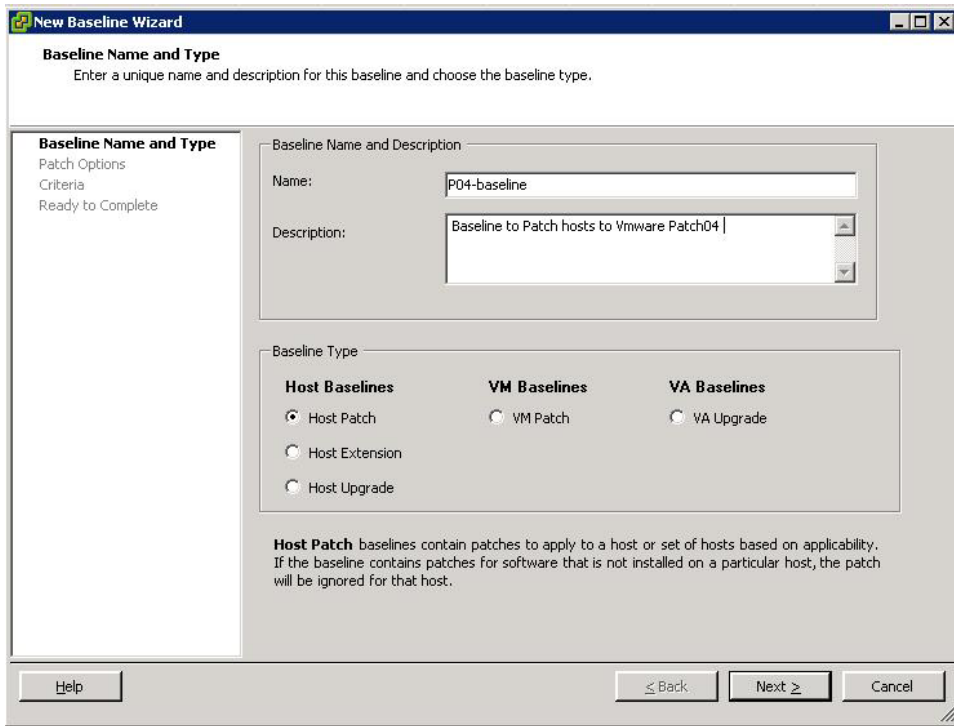 New Baseline Wizard
Baseline Name and Type
Enter a unique name and description for this baseline and choose the baseline type.
Baseline Name and Type
Patch Options
Criteria
Ready to Complete
Baseline Name and Description
Name:
P04-baseline
Description:
Baseline to Patch hosts to Vmware Patch04
Baseline Type
Host Baselines
VM Baselines
VA Baselines
Host Patch
VM Patch
VA Upgrade
Host Extension
Host Upgrade
Host Patch baselines contain patches to apply to a host or set of hosts based on applicability.
If the baseline contains patches for software that is not installed on a particular host, the patch
will be ignored for that host.
Help
≤ Back
Next ≥
Cancel